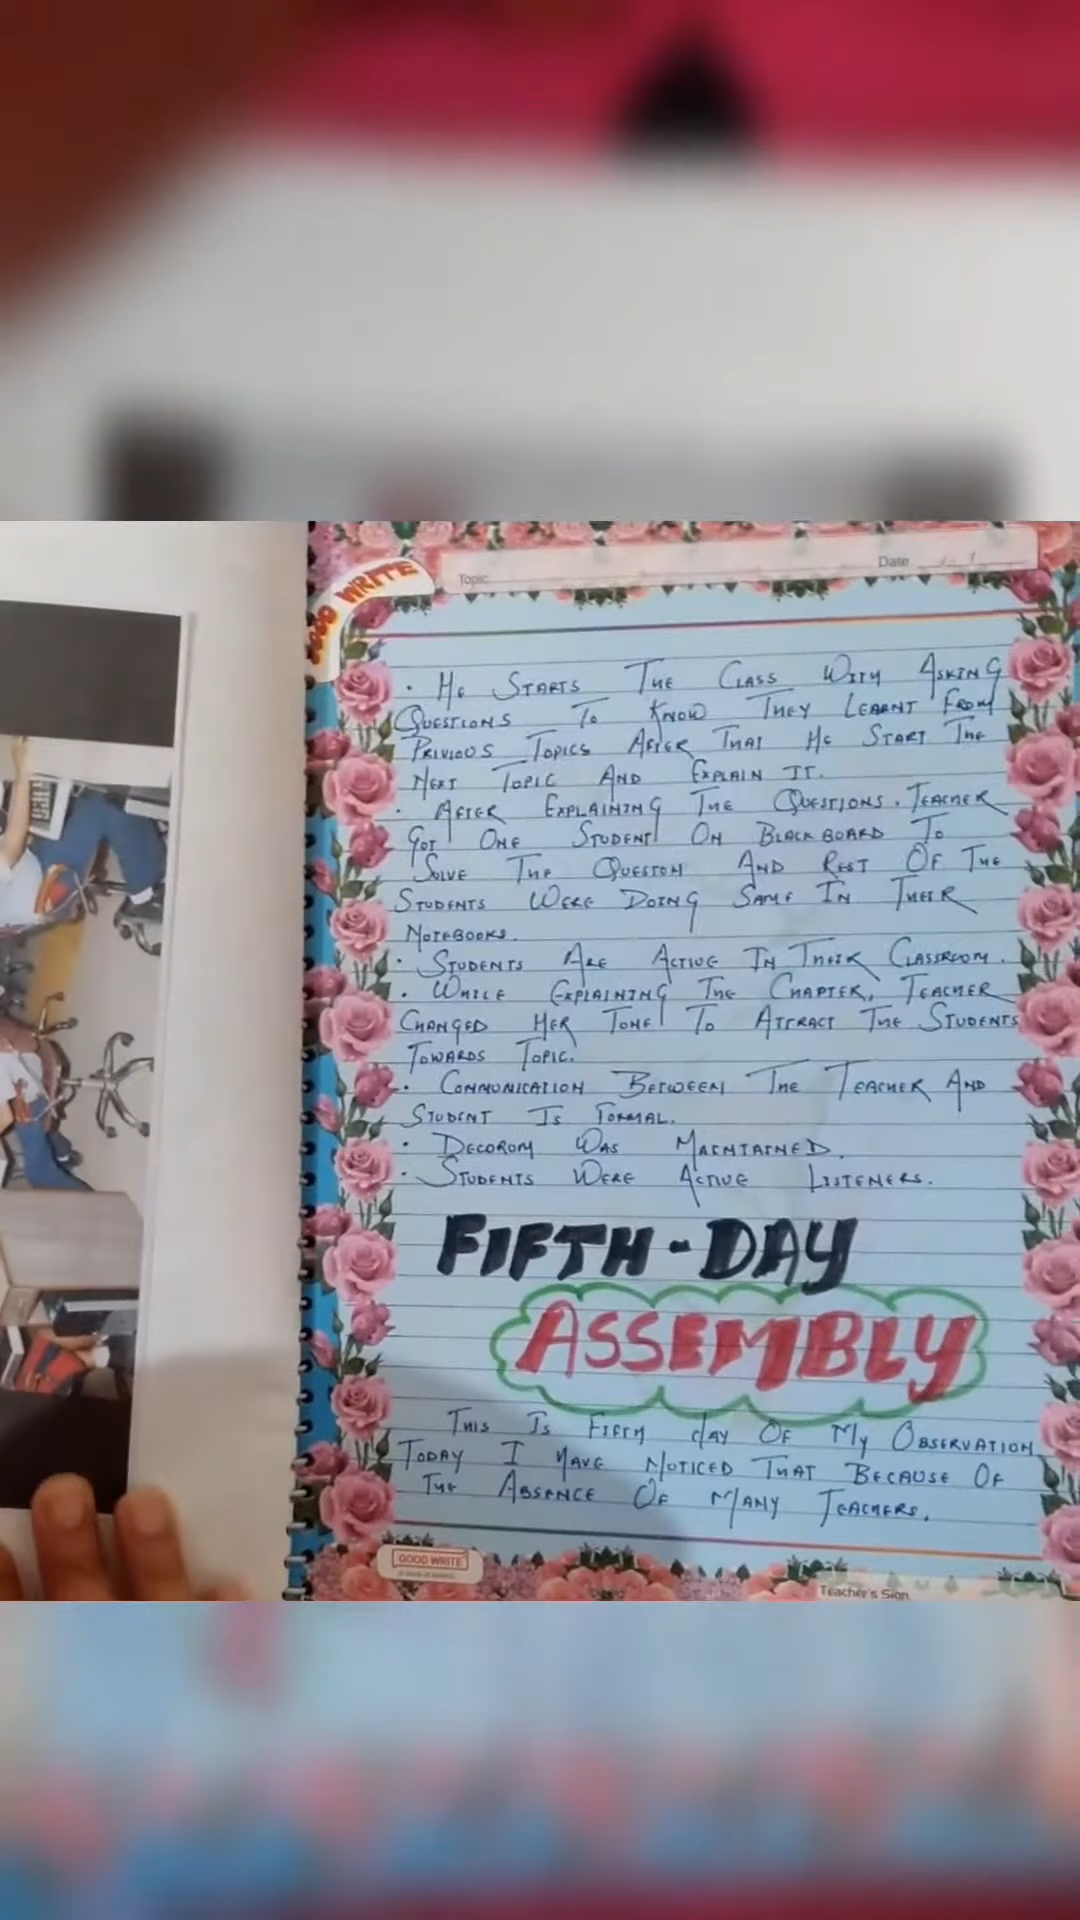 GOOD WRITE
Topic
Date
• He Starts The Class With Asking
Questions To Know They Learnt From
Privious Topics After That He Start The
Next Topic And Explain It.
• After Explaining The Questions. Teacher
Got One Student On Blackboard To
Solve The Queston And Rest Of The
Students Were Doing Same In Their
Notebooks.
• Students Are Active In Their Classroom.
• While Explaining The Chapter, Teacher
Changed Her Tone To Attract The Students
Towards Topic.
• Communication Between The Teacher And
Student Is Formal.
• Decorum Was Maintained.
• Students Were Active Listeners.
FIFTH-DAY
ASSEMBLY
This Is Fifth day Of My Observation
Today I Have Noticed That Because Of
The Absence Of Many Teachers.
GOOD WRITE
Teacher's Sign